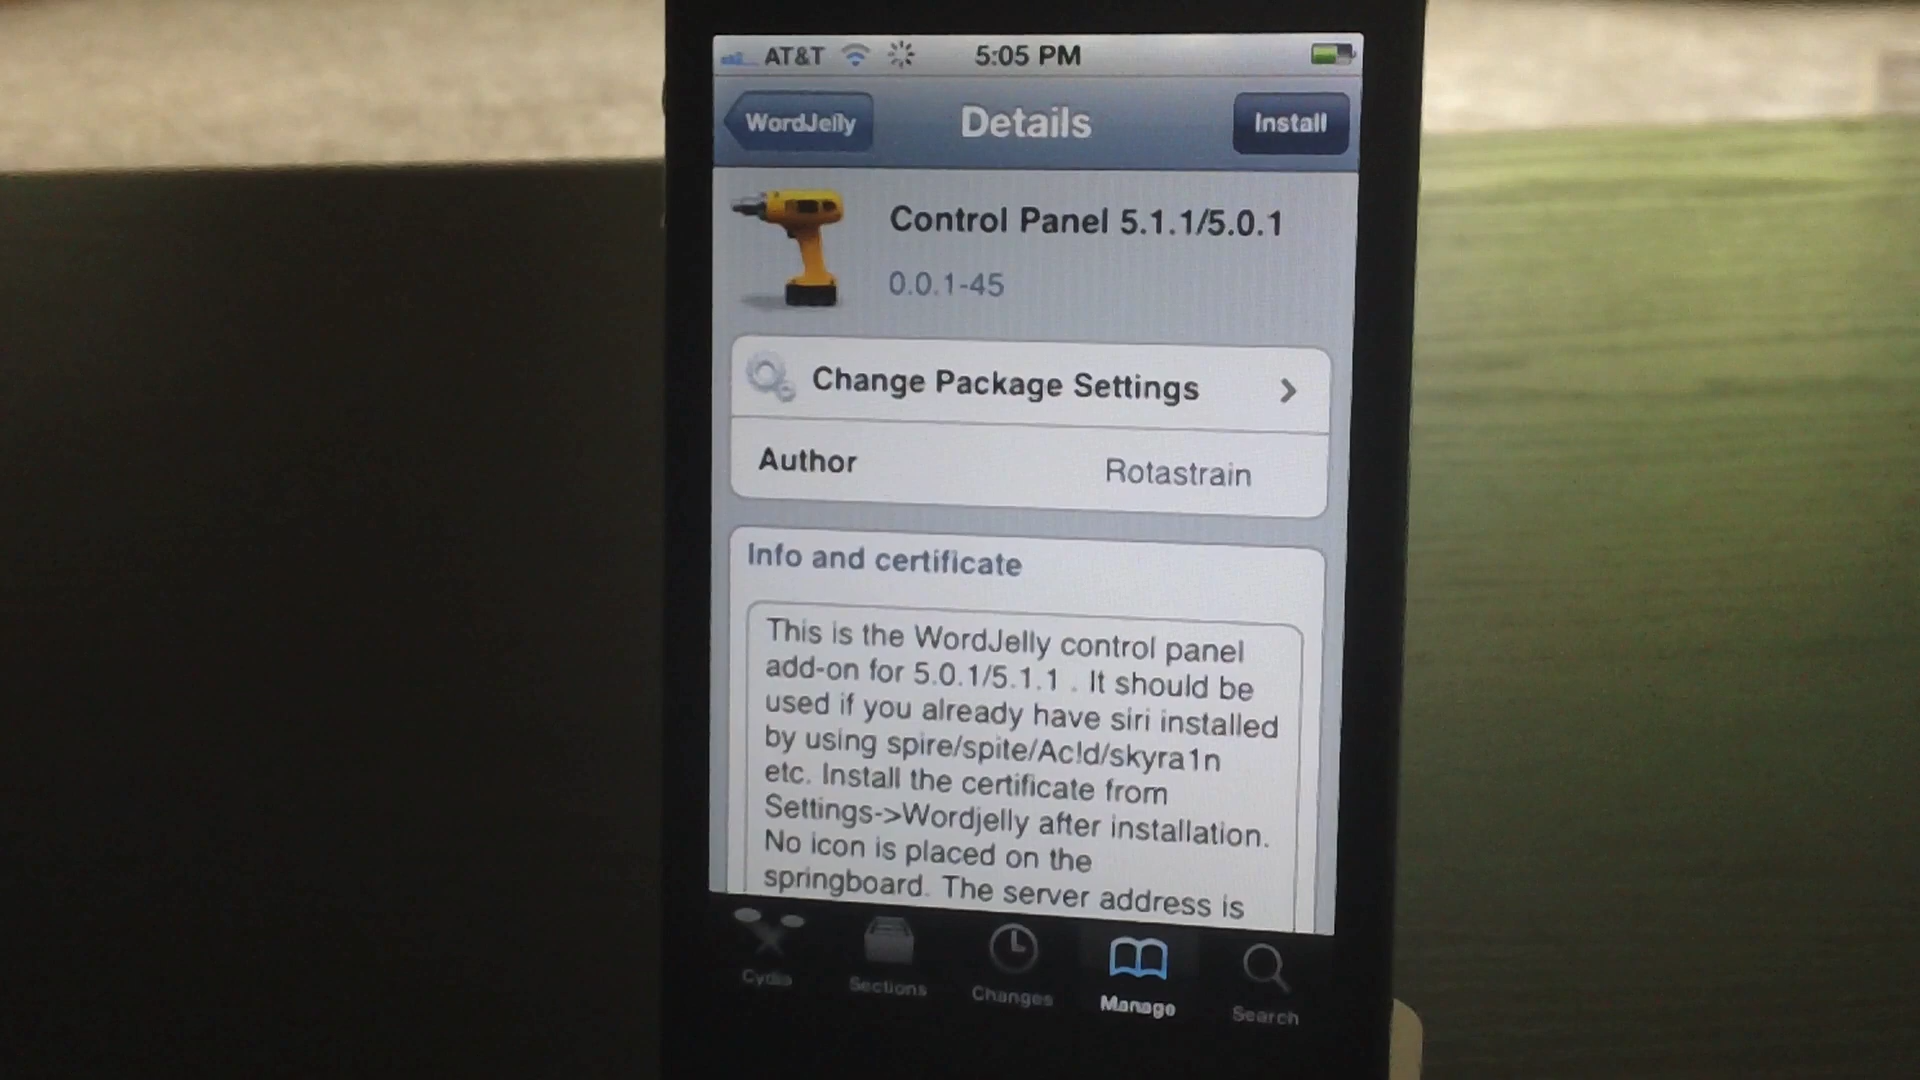 AT&T 5:05 PM
WordJelly Details Install
Control Panel 5.1.1/5.0.1
0.0.1-45
Change Package Settings
Author Rotastrain
Info and certificate
This is the WordJelly control panel
add-on for 5.0.1/5.1.1 . It should be
used if you already have siri installed
by using spire/spite/Ac!d/skyra1n
etc. Install the certificate from
Settings->Wordjelly after installation.
No icon is placed on the
springboard. The server address is
Cydia Sections Changes Manage Search